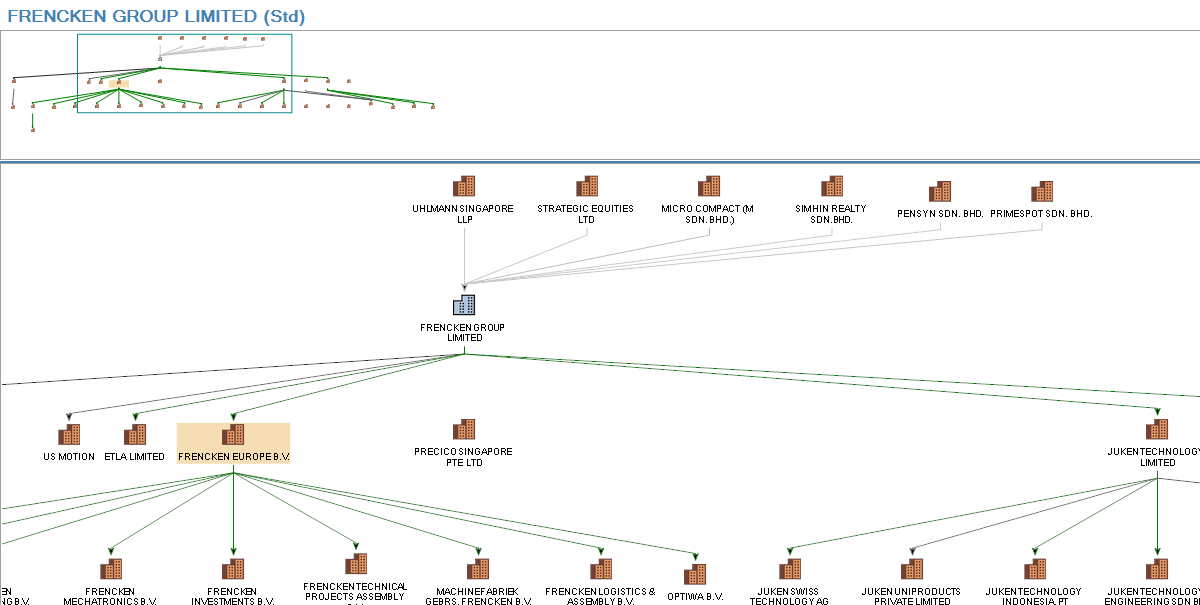 FRENCKEN GROUP LIMITED (Std)
UHLMANN SINGAPORE
LLP
STRATEGIC EQUITIES
LTD
MICRO COMPACT (M
SDN. BHD.)
SIMHIN REALTY
SDN.BHD.
PENSYN SDN. BHD.
PRIMESPOT SDN. BHD.
FRENCKEN GROUP
LIMITED
US MOTION
ETLA LIMITED
FRENCKEN EUROPE B.V.
PRECICO SINGAPORE
PTE LTD
JUKEN TECHNOLOGY
LIMITED
EN
NG B.V.
FRENCKEN
MECHATRONICS B.V.
FRENCKEN
INVESTMENTS B.V.
FRENCKEN TECHNICAL
PROJECTS ASSEMBLY
MACHINEFABRIEK
GEBRS. FRENCKEN B.V.
FRENCKEN LOGISTICS &
ASSEMBLY B.V.
OPTIWA B.V.
JUKEN SWISS
TECHNOLOGY AG
JUKEN UNIPRODUCTS
PRIVATE LIMITED
JUKEN TECHNOLOGY
INDONESIA, PT
JUKEN TECHNOLOGY
ENGINEERING SDN.B